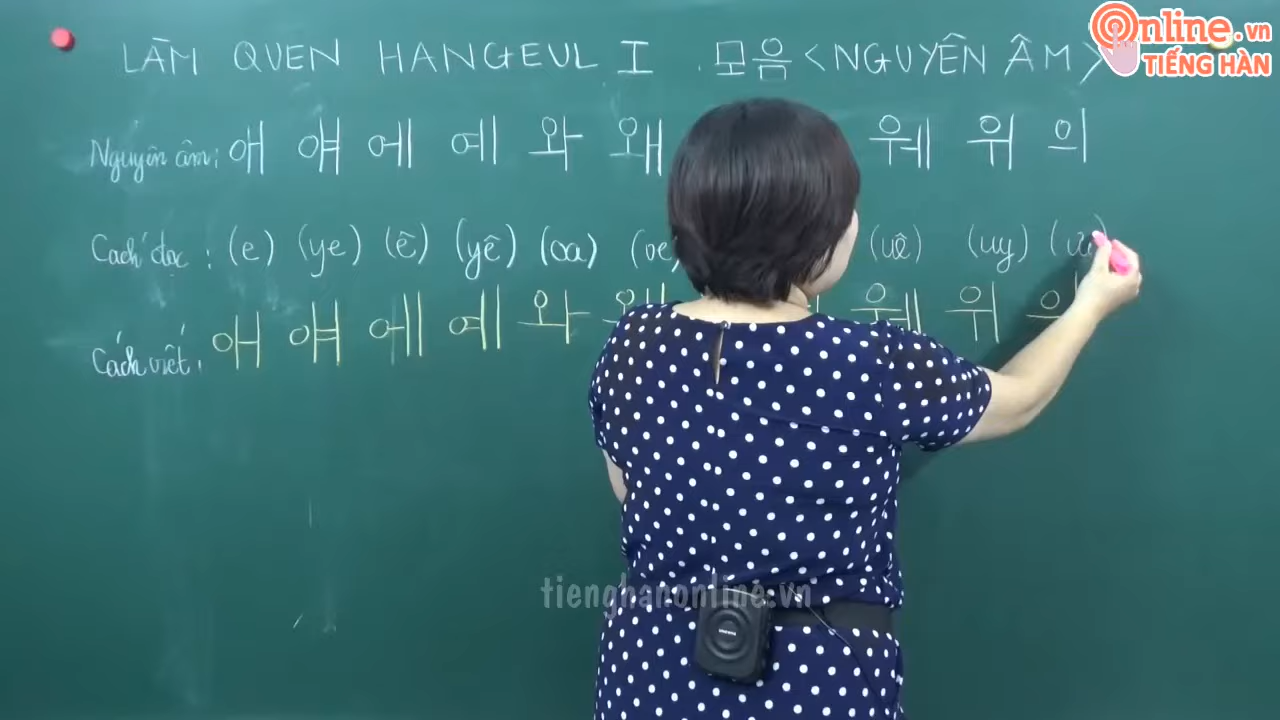 Online.vn
TIẾNG HÀN
LÀM QUEN HANGEUL I . 모음 <NGUYÊN ÂM>
Nguyên âm: 애 얘 에 예 와 왜 웨 위 의
Cách đọc : (e) (ye) (ê) (yê) (oa) (oe) (uê) (uy)
Cách viết : 애 얘 에 예 와 웨 위
tienghanonline.vn